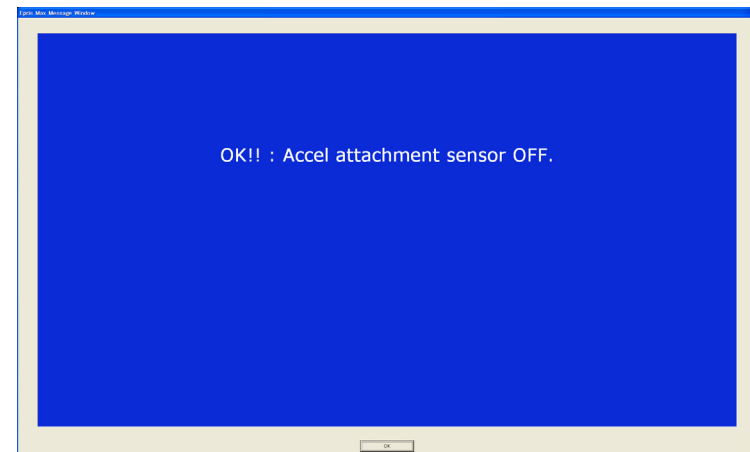 Epris Max Message Window
OK!! : Accel attachment sensor OFF.
OK